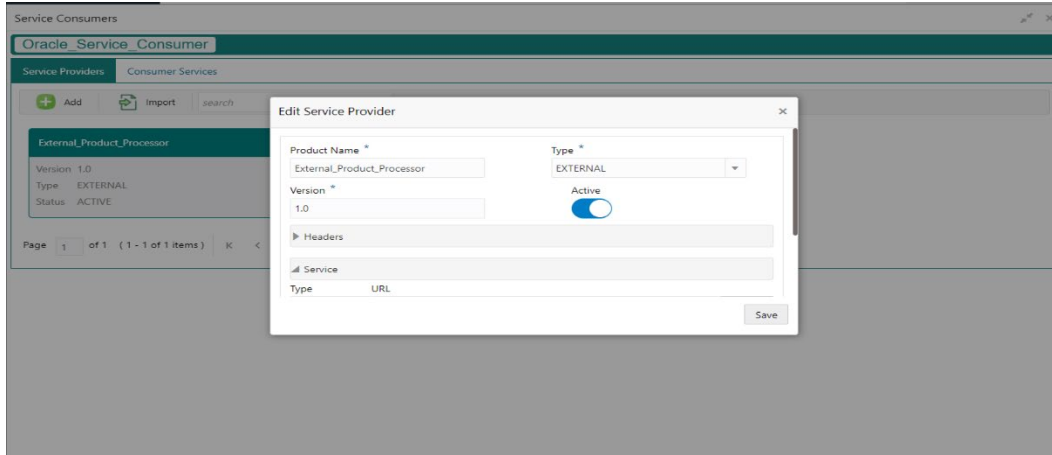 Service Consumers
Oracle_Service_Consumer
Service Providers Consumer Services
Add Import search
External_Product_Processor
Version 1.0
Type EXTERNAL
Status ACTIVE
Page 1 of 1 (1 - 1 of 1 items)
Edit Service Provider
Product Name * Type *
External_Product_Processor EXTERNAL
Version * Active
1.0
Headers
Service
Type URL
Save